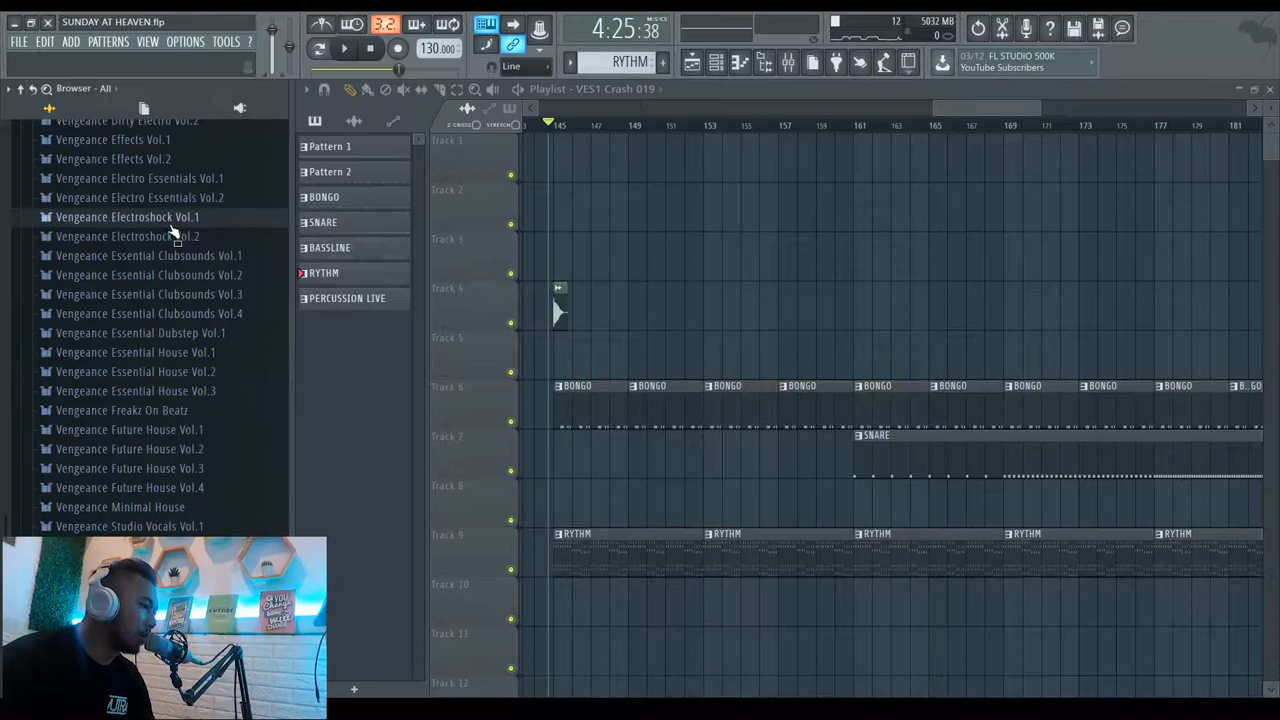 SUNDAY AT HEAVEN.flp
FILE EDIT ADD PATTERNS VIEW OPTIONS TOOLS ?
3.2
130.000
4:25:38
M:S:CS
Line
RYTHM
12
5032 MB
0
03/12 FL STUDIO 500K
YouTube Subscribers
Browser - All
Playlist - VES1 Crash 019
Z-CROSS STRETCH
3 145 147 149 151 153 155 157 159 161 163 165 167 169 171 173 175 177 179 181
Vengeance Dirty Electro Vol.2
Vengeance Effects Vol.1
Vengeance Effects Vol.2
Vengeance Electro Essentials Vol.1
Vengeance Electro Essentials Vol.2
Vengeance Electroshock Vol.1
Vengeance Electroshock Vol.2
Vengeance Essential Clubsounds Vol.1
Vengeance Essential Clubsounds Vol.2
Vengeance Essential Clubsounds Vol.3
Vengeance Essential Clubsounds Vol.4
Vengeance Essential Dubstep Vol.1
Vengeance Essential House Vol.1
Vengeance Essential House Vol.2
Vengeance Essential House Vol.3
Vengeance Freakz On Beatz
Vengeance Future House Vol.1
Vengeance Future House Vol.2
Vengeance Future House Vol.3
Vengeance Future House Vol.4
Vengeance Minimal House
Vengeance Studio Vocals Vol.1
Pattern 1
Pattern 2
BONGO
SNARE
BASSLINE
RYTHM
PERCUSSION LIVE
Track 1
Track 2
Track 3
Track 4
Track 5
Track 6
BONGO BONGO BONGO BONGO BONGO BONGO BONGO BONGO BONGO B..GO
Track 7
SNARE
Track 8
Track 9
RYTHM RYTHM RYTHM RYTHM RYTHM
Track 10
Track 11
Track 12
YOU
Change